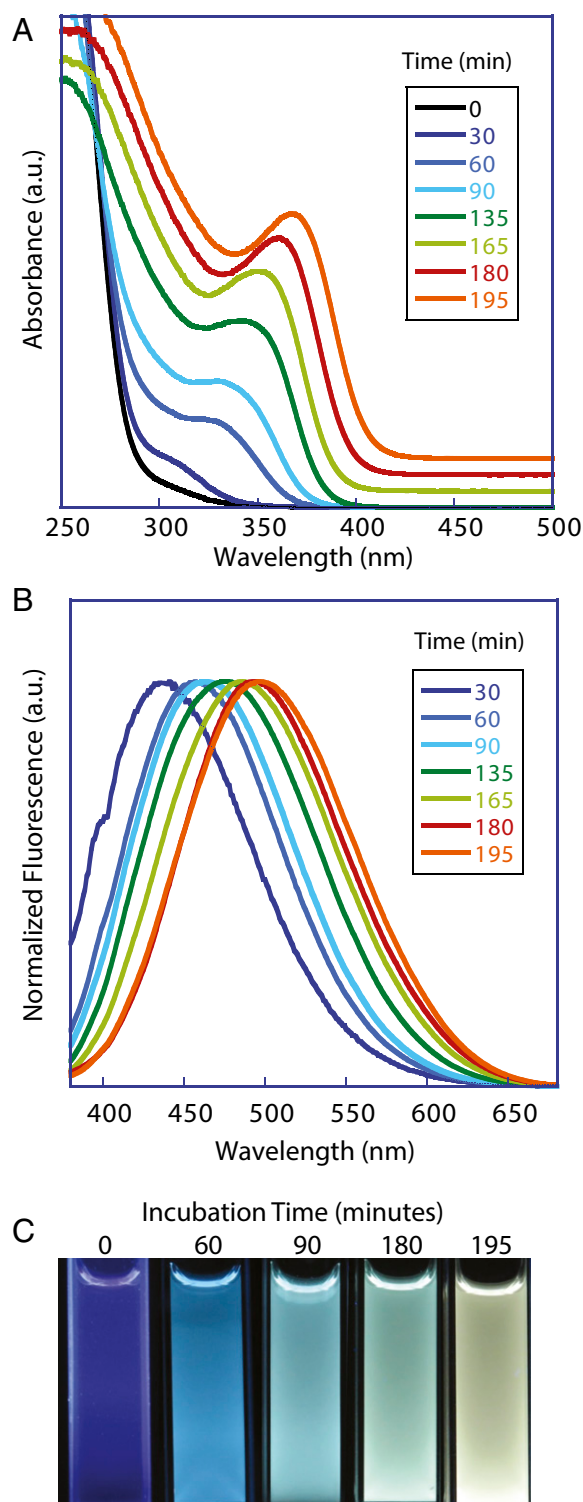 A
Absorbance (a.u.)
Time (min)
0
30
60
90
135
165
180
195
250 300 350 400 450 500
Wavelength (nm)
B
Normalized Fluorescence (a.u.)
Time (min)
30
60
90
135
165
180
195
400 450 500 550 600 650
Wavelength (nm)
C
Incubation Time (minutes)
0 60 90 180 195